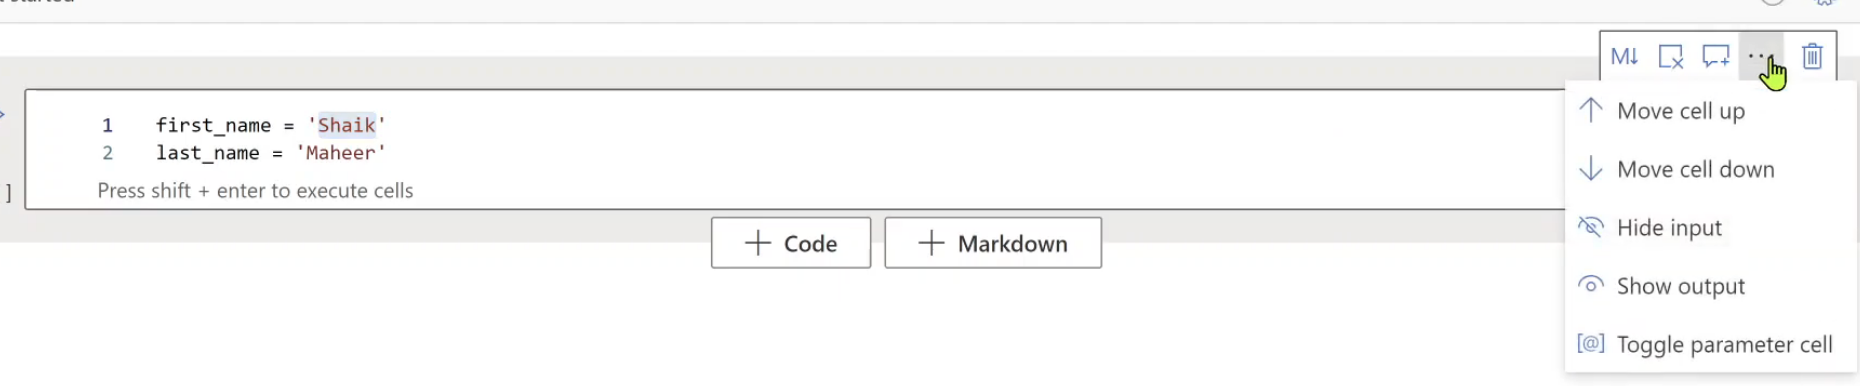 M↓
1 first_name = 'Shaik'
2 last_name = 'Maheer'
Press shift + enter to execute cells
]
+ Code
+ Markdown
Move cell up
Move cell down
Hide input
Show output
[@] Toggle parameter cell